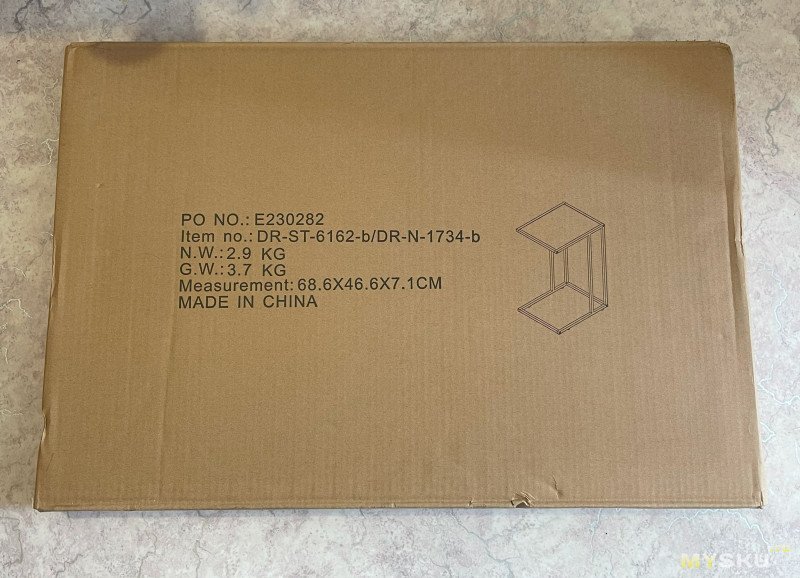 PO NO.: E230282
Item no.: DR-ST-6162-b/DR-N-1734-b
N.W.: 2.9 KG
G.W.: 3.7 KG
Measurement: 68.6X46.6X7.1CM
MADE IN CHINA
MYSKU